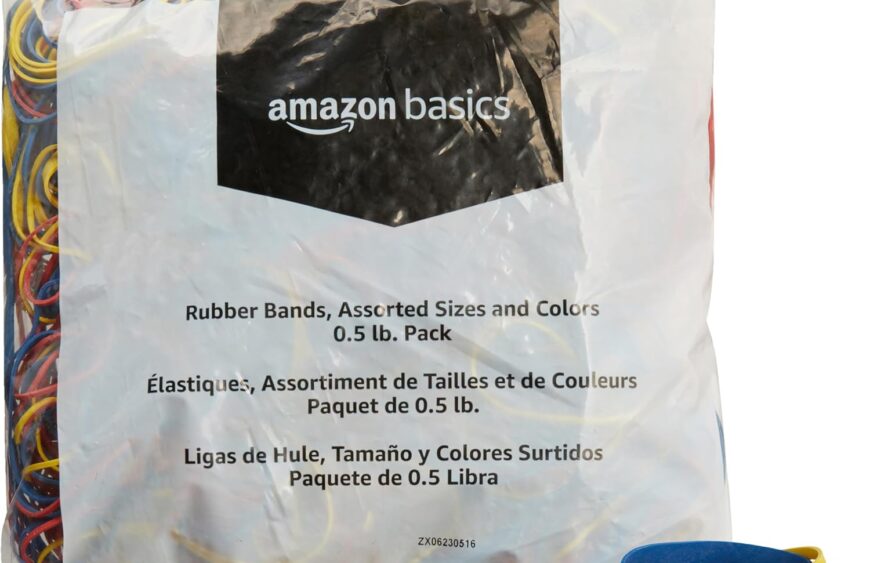 amazon basics
Rubber Bands, Assorted Sizes and Colors
0.5 lb. Pack
Élastiques, Assortiment de Tailles et de Couleurs
Paquet de 0.5 lb.
Ligas de Hule, Tamaño y Colores Surtidos
Paquete de 0.5 Libra
ZX06230516